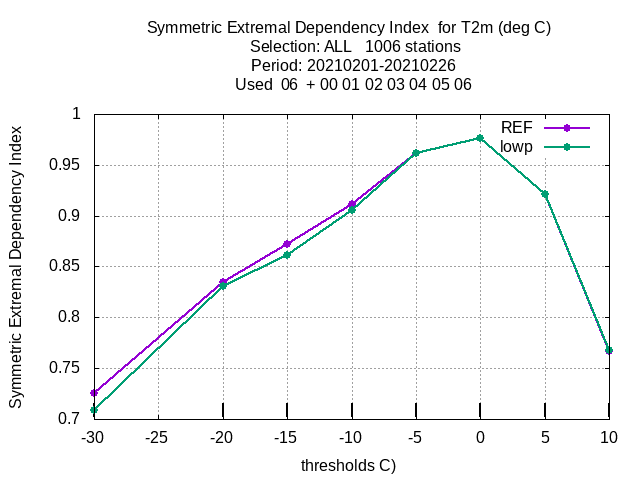 Symmetric Extremal Dependency Index  for T2m (deg C)
Selection: ALL   1006 stations
Period: 20210201-20210226
Used  06  + 00 01 02 03 04 05 06
Symmetric Extremal Dependency Index
1
0.95
0.9
0.85
0.8
0.75
0.7
REF
lowp
-30 -25 -20 -15 -10 -5 0 5 10
thresholds C)